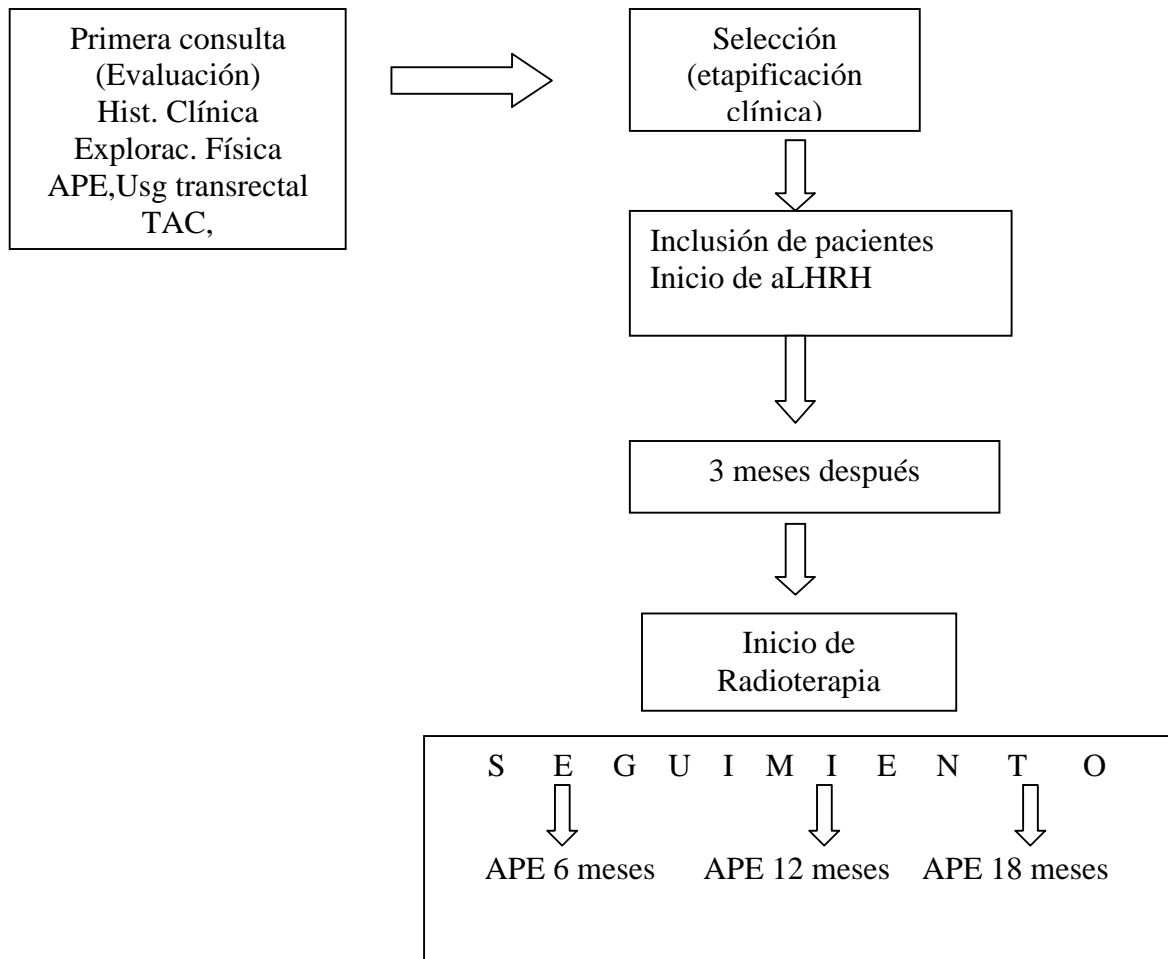 Primera consulta
(Evaluación)
Hist. Clínica
Explorac. Física
APE,Usg transrectal
TAC,
Selección
(etapificación
clínica)
Inclusión de pacientes
Inicio de aLHRH
3 meses después
Inicio de
Radioterapia
S E G U I M I E N T O
APE 6 meses APE 12 meses APE 18 meses